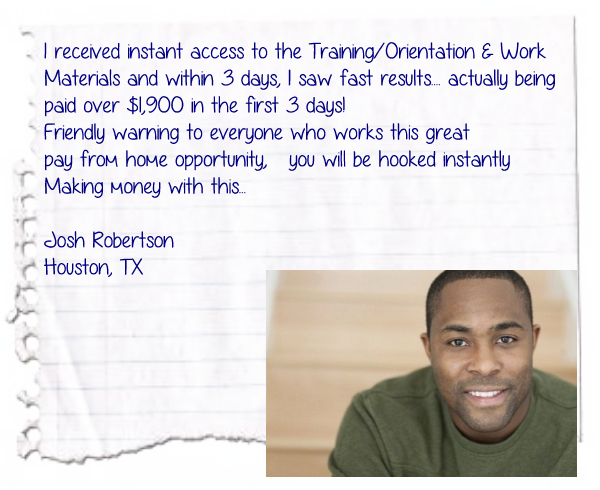 I received instant access to the Training/Orientation & Work
Materials and within 3 days, I saw fast results.... actually being
paid over $1,900 in the first 3 days!
Friendly warning to everyone who works this great
pay from home opportunity,   you will be hooked instantly
Making money with this...
Josh Robertson
Houston, TX